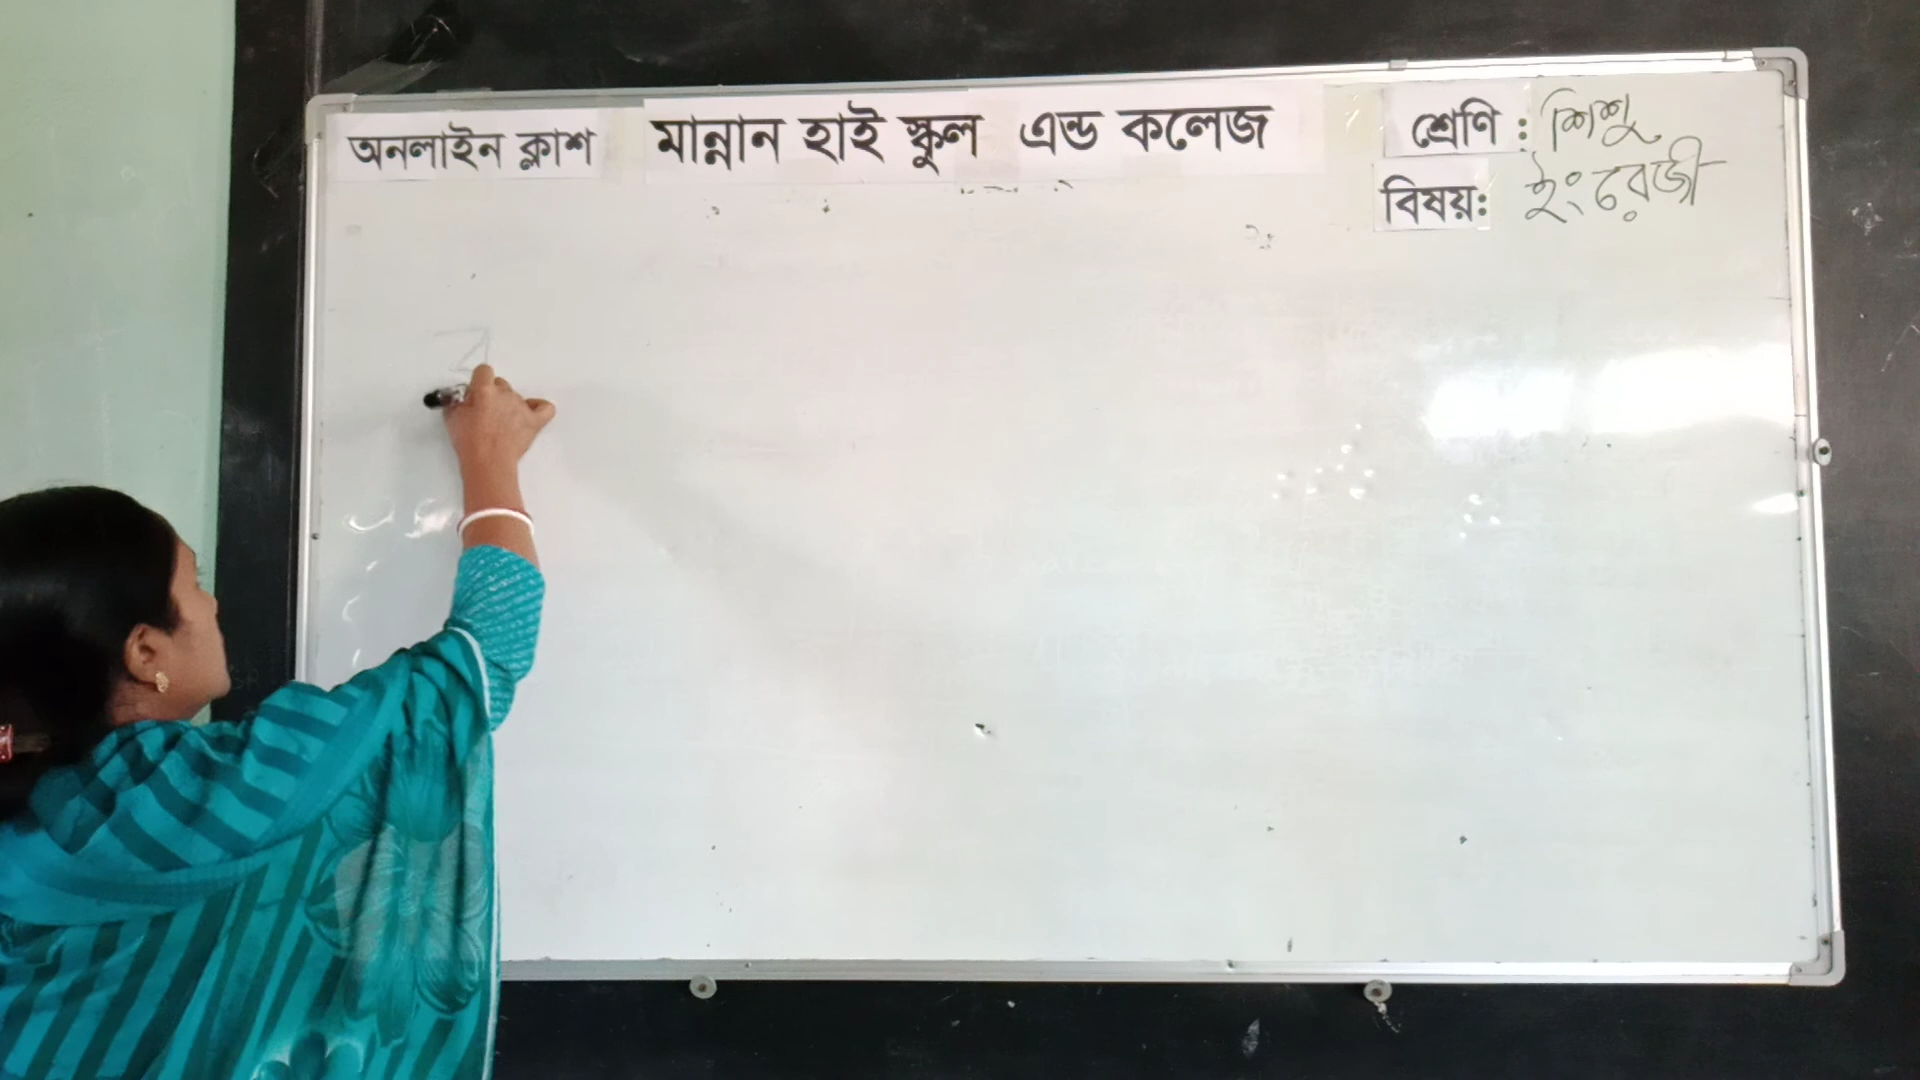 অনলাইন ক্লাশ মান্নান হাই স্কুল এন্ড কলেজ শ্রেণি : শিশু
বিষয়ঃ ইংরেজী